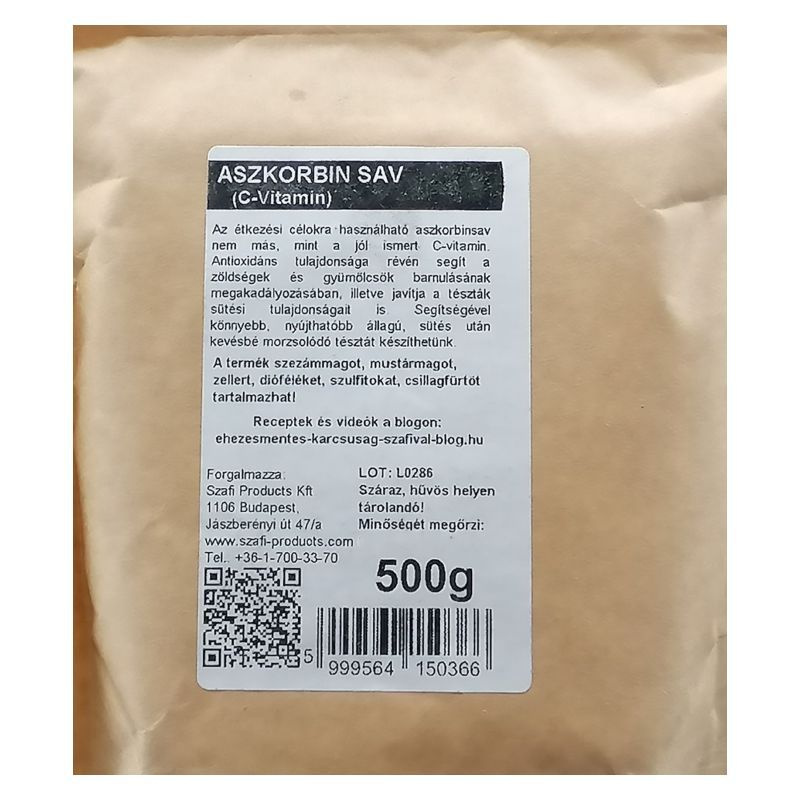 ASZKORBIN SAV
(C-Vitamin)
Az étkezési célokra használható aszkorbinsav
nem más, mint a jól ismert C-vitamin.
Antioxidáns tulajdonsága révén segít a
zöldségek és gyümölcsök barnulásának
megakadályozásában, illetve javítja a tészták
sütési tulajdonságait is. Segítségével
könnyebb, nyújthatóbb állagú, sütés után
kevésbé morzsolódó tésztát készíthetünk.
A termék szezámmagot, mustármagot,
zellert, dióféléket, szulfitokat, csillagfürtöt
tartalmazhat!
Receptek és videók a blogon:
ehezesmentes-karcsusag-szafival-blog.hu
Forgalmazza:
Szafi Products Kft
1106 Budapest,
Jászberényi út 47/a
www.szafi-products.com
Tel.. +36-1-700-33-70
LOT: L0286
Száraz, hűvös helyen
tárolandó!
Minőségét megőrzi:
500g
5 999564 150366